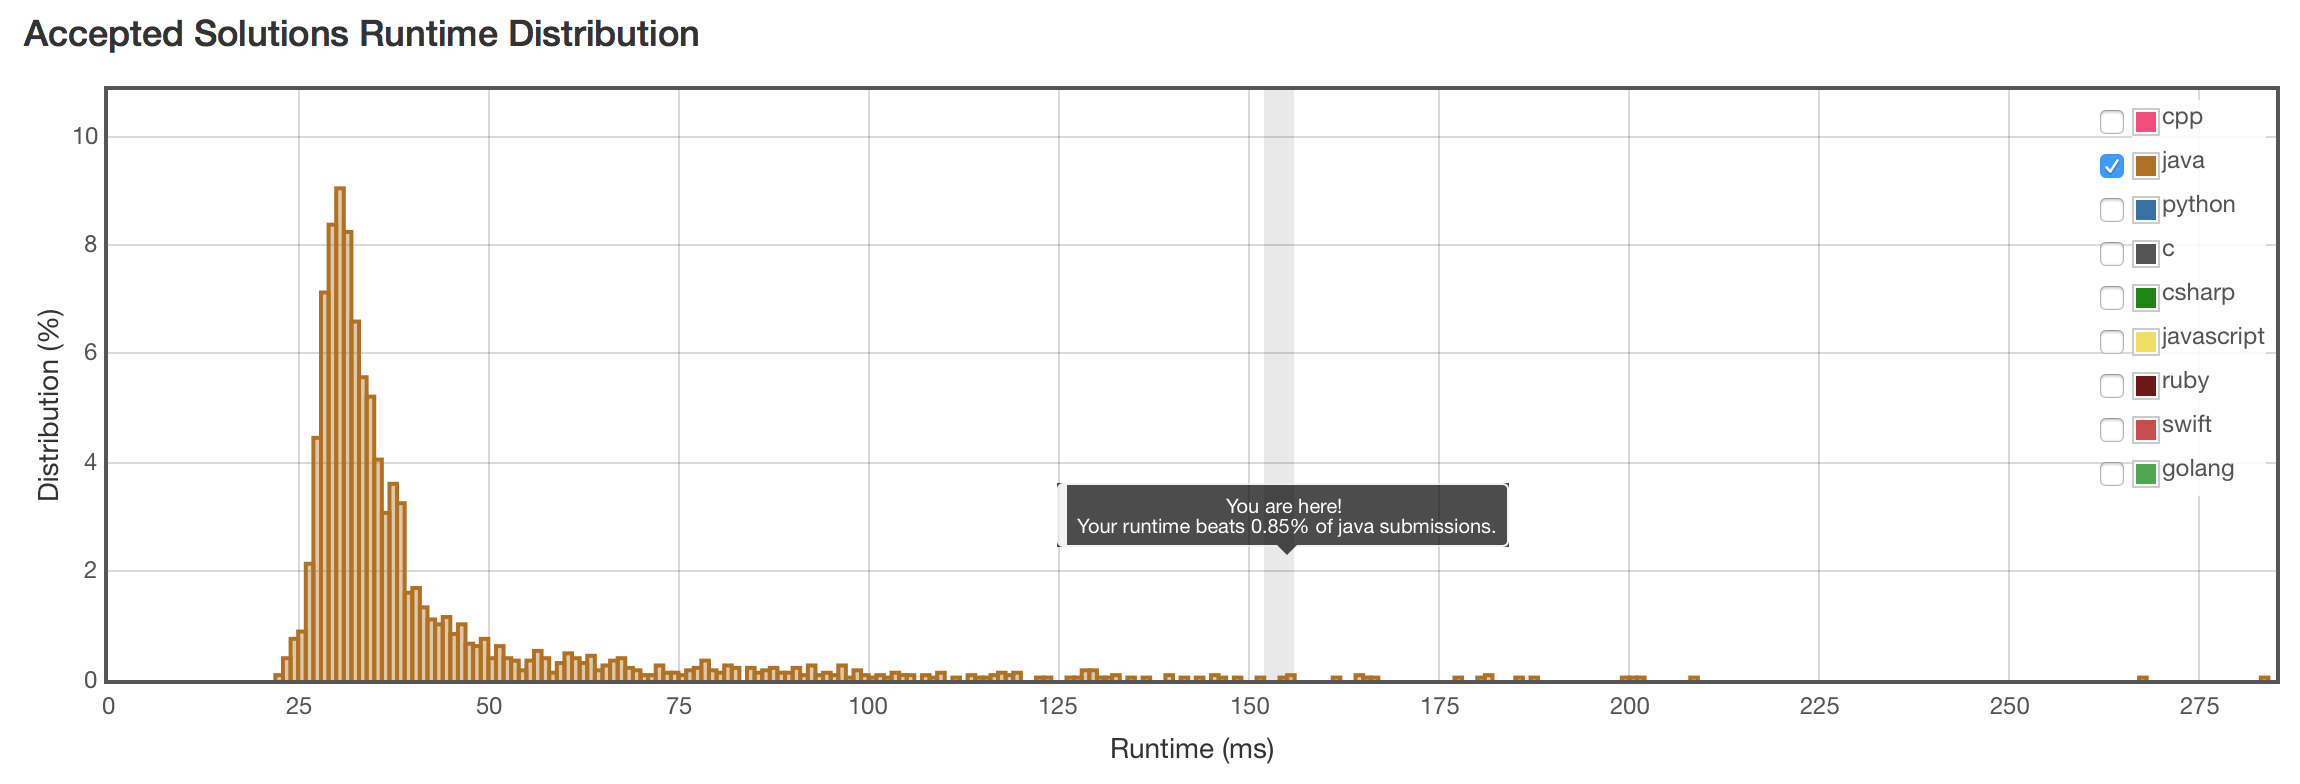 Accepted Solutions Runtime Distribution
Distribution (%)
10
8
6
4
2
0
cpp
java
python
c
csharp
javascript
ruby
swift
golang
You are here!
Your runtime beats 0.85% of java submissions.
0 25 50 75 100 125 150 175 200 225 250 275
Runtime (ms)